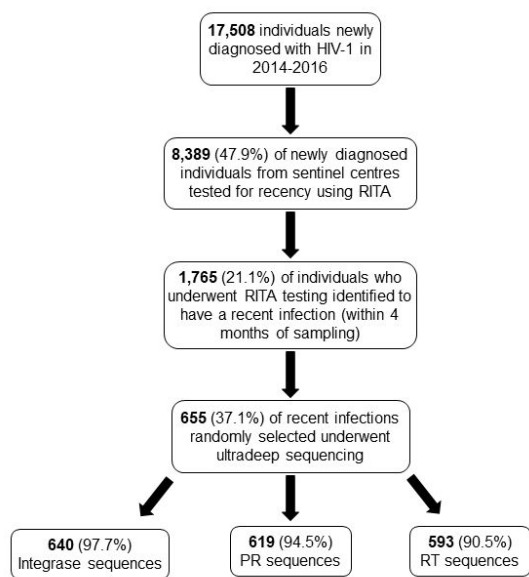 17,508 individuals newly
diagnosed with HIV-1 in
2014-2016
8,389 (47.9%) of newly diagnosed
individuals from sentinel centres
tested for recency using RITA
1,765 (21.1%) of individuals who
underwent RITA testing identified to
have a recent infection (within 4
months of sampling)
655 (37.1%) of recent infections
randomly selected underwent
ultradeep sequencing
640 (97.7%)
Integrase sequences
619 (94.5%)
PR sequences
593 (90.5%)
RT sequences